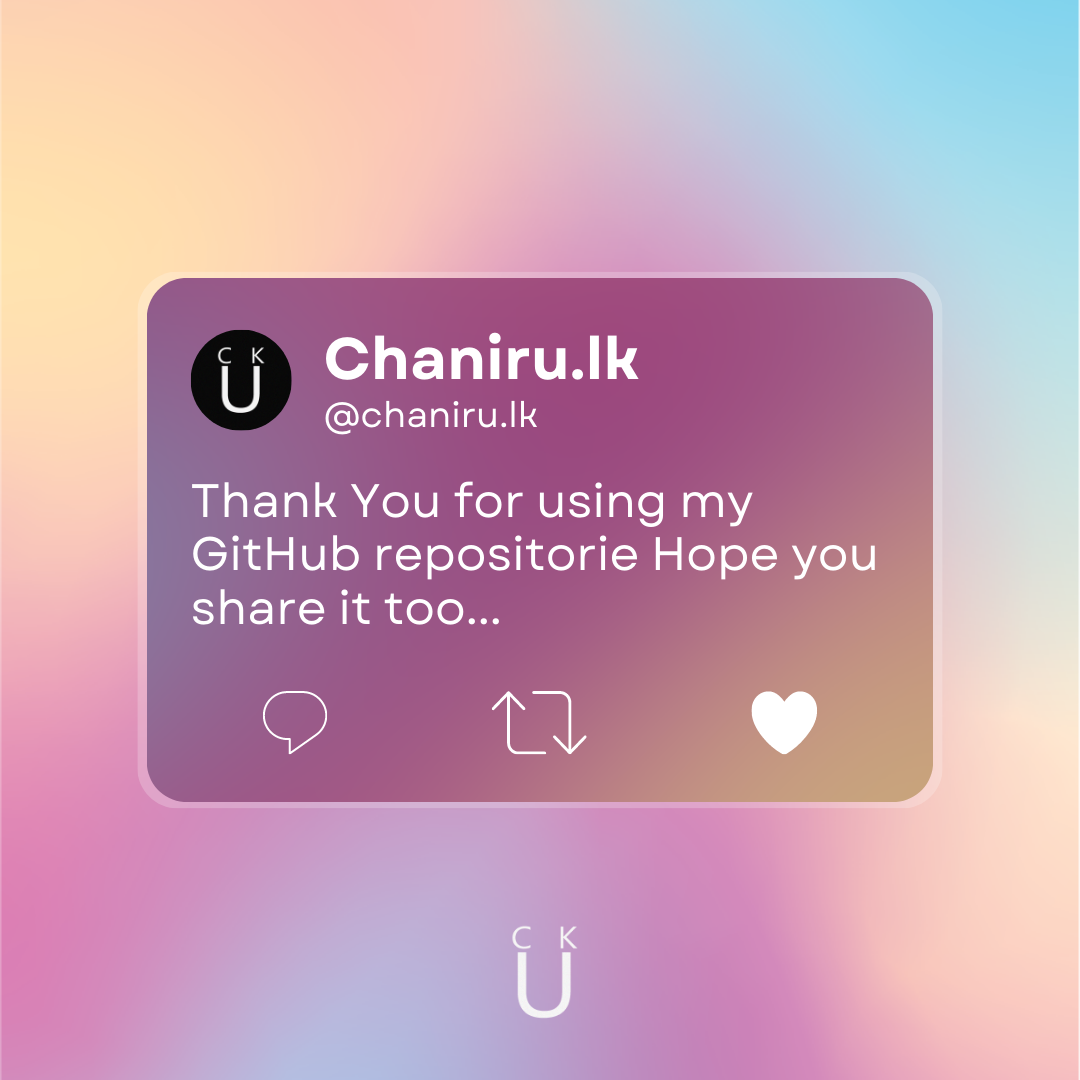 C K
U
Chaniru.lk
@chaniru.lk
Thank You for using my
GitHub repositorie Hope you
share it too...
C K
U